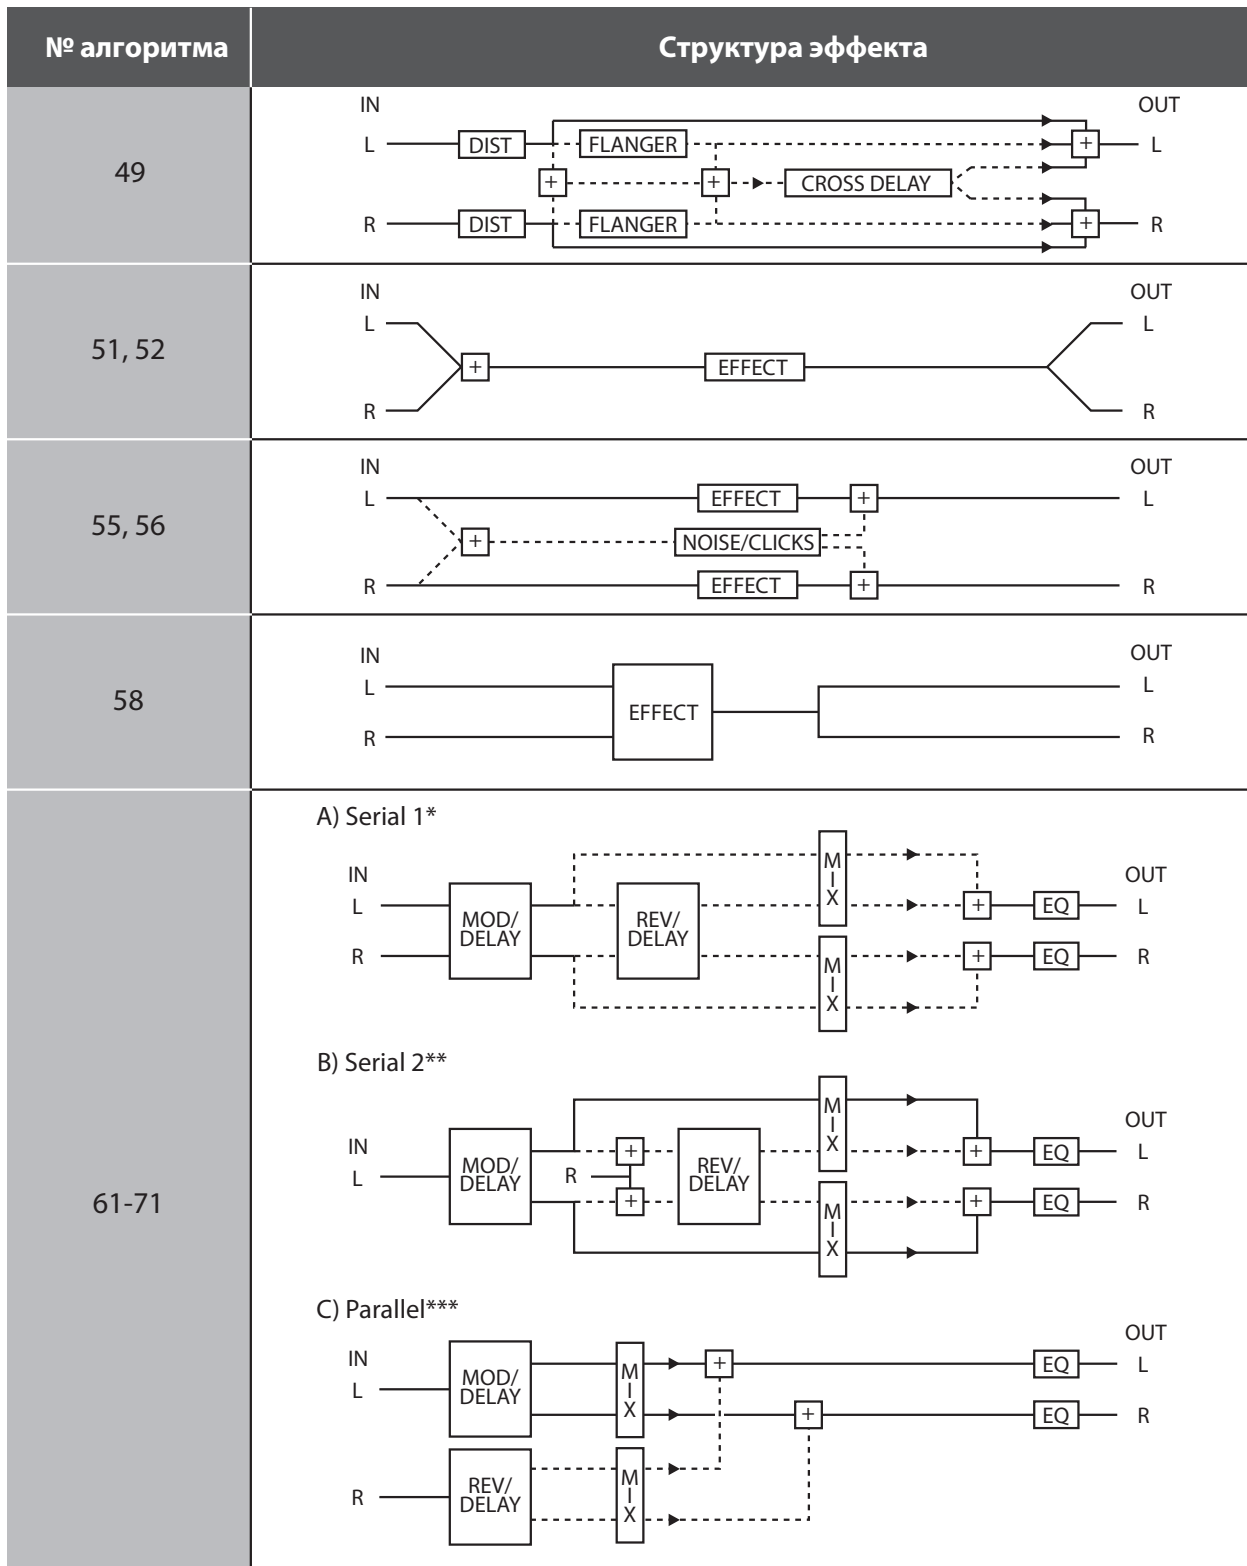 № алгоритма Структура эффекта
49
IN OUT
L DIST FLANGER + L
+ + CROSS DELAY
R DIST FLANGER + R
51, 52
IN OUT
L L
+ EFFECT
R R
55, 56
IN OUT
L EFFECT + L
+ NOISE/CLICKS
R EFFECT + R
58
IN OUT
L L
EFFECT
R R
61-71
A) Serial 1*
IN OUT
L MOD/DELAY REV/DELAY MIX + EQ L
R MIX + EQ R
B) Serial 2**
IN OUT
L MOD/DELAY + REV/DELAY MIX + EQ L
R + MIX + EQ R
C) Parallel***
IN OUT
L MOD/DELAY MIX + EQ L
+ EQ R
R REV/DELAY MIX